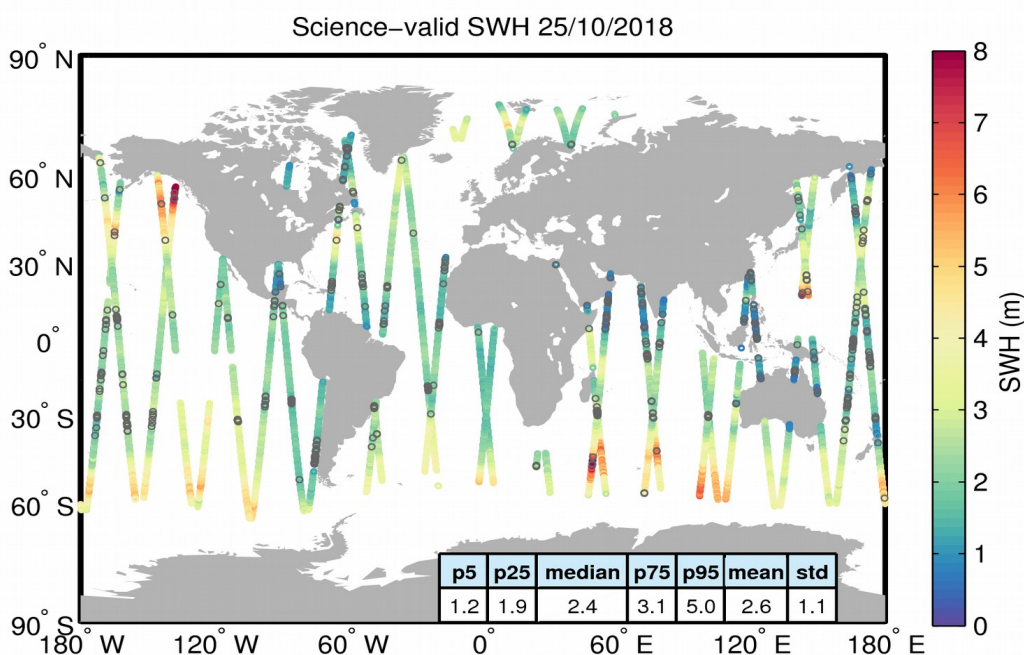 Science−valid SWH 25/10/2018
90° N
60° N
30° N
0°
30° S
60° S
90° S
180° W
120° W
60° W
0°
60° E
120° E
180° E
p5 p25 median p75 p95 mean std
1.2 1.9 2.4 3.1 5.0 2.6 1.1
8
7
6
5
4
3
2
1
0
SWH (m)